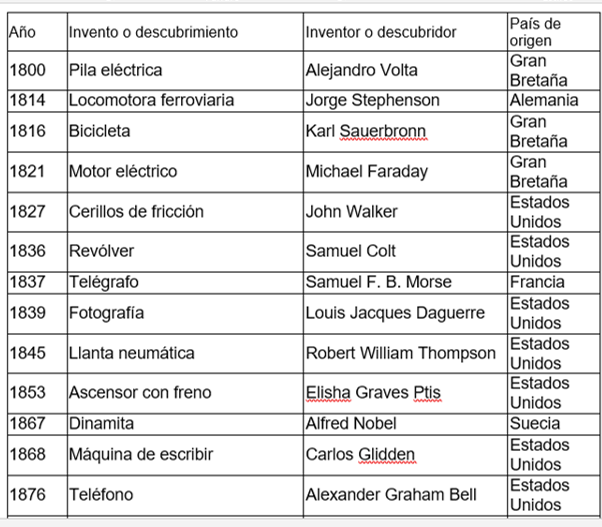 Año Invento o descubrimiento Inventor o descubridor País de origen
1800 Pila eléctrica Alejandro Volta Gran Bretaña
1814 Locomotora ferroviaria Jorge Stephenson Alemania
1816 Bicicleta Karl Sauerbronn Gran Bretaña
1821 Motor eléctrico Michael Faraday Gran Bretaña
1827 Cerillos de fricción John Walker Estados Unidos
1836 Revólver Samuel Colt Estados Unidos
1837 Telégrafo Samuel F. B. Morse Francia
1839 Fotografía Louis Jacques Daguerre Estados Unidos
1845 Llanta neumática Robert William Thompson Estados Unidos
1853 Ascensor con freno Elisha Graves Ptis Estados Unidos
1867 Dinamita Alfred Nobel Suecia
1868 Máquina de escribir Carlos Glidden Estados Unidos
1876 Teléfono Alexander Graham Bell Estados Unidos